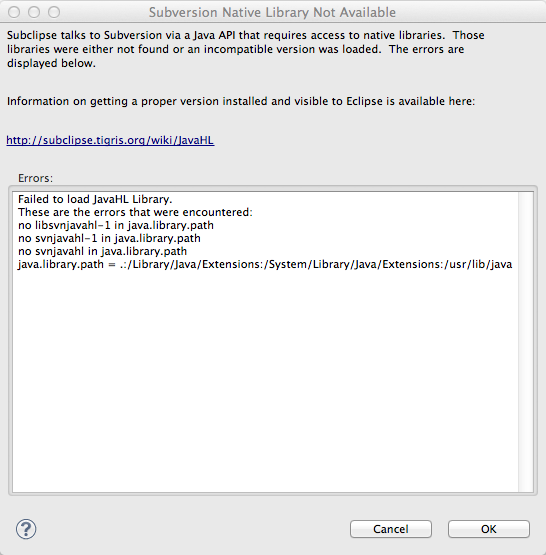 Subversion Native Library Not Available
Subclipse talks to Subversion via a Java API that requires access to native libraries.  Those
libraries were either not found or an incompatible version was loaded.  The errors are
displayed below.
Information on getting a proper version installed and visible to Eclipse is available here:
http://subclipse.tigris.org/wiki/JavaHL
Errors:
Failed to load JavaHL Library.
These are the errors that were encountered:
no libsvnjavahl-1 in java.library.path
no svnjavahl-1 in java.library.path
no svnjavahl in java.library.path
java.library.path = .:/Library/Java/Extensions:/System/Library/Java/Extensions:/usr/lib/java
?
Cancel
OK